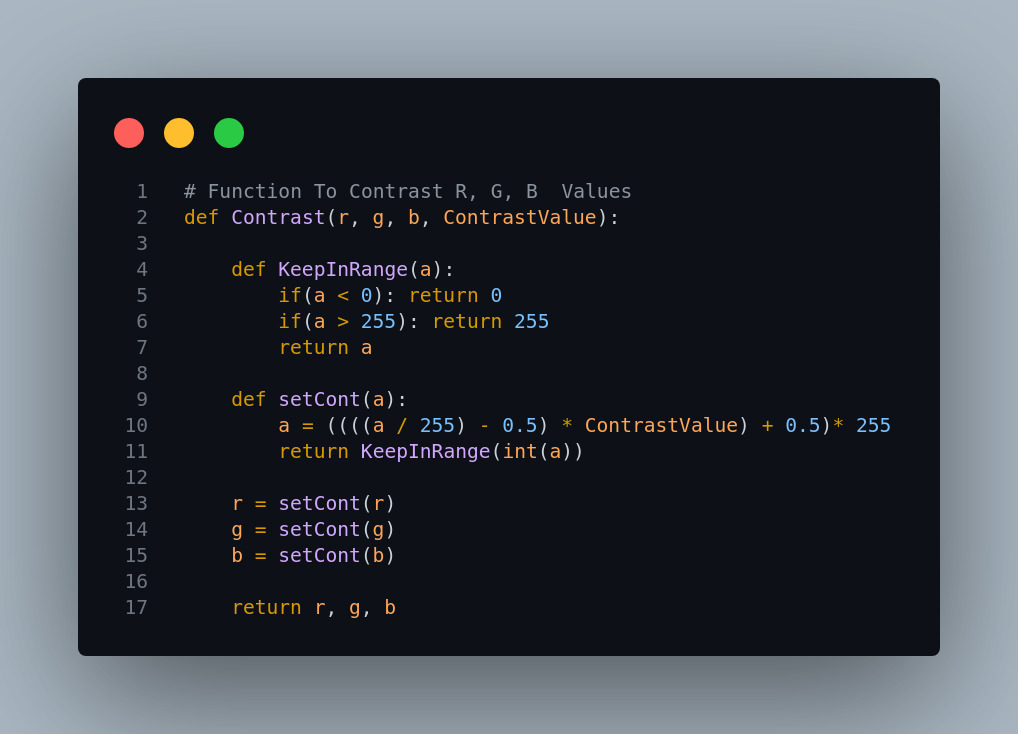 1 # Function To Contrast R, G, B  Values
2 def Contrast(r, g, b, ContrastValue):
3
4     def KeepInRange(a):
5         if(a < 0): return 0
6         if(a > 255): return 255
7         return a
8
9     def setCont(a):
10         a = ((((a / 255) - 0.5) * ContrastValue) + 0.5)* 255
11         return KeepInRange(int(a))
12
13     r = setCont(r)
14     g = setCont(g)
15     b = setCont(b)
16
17     return r, g, b